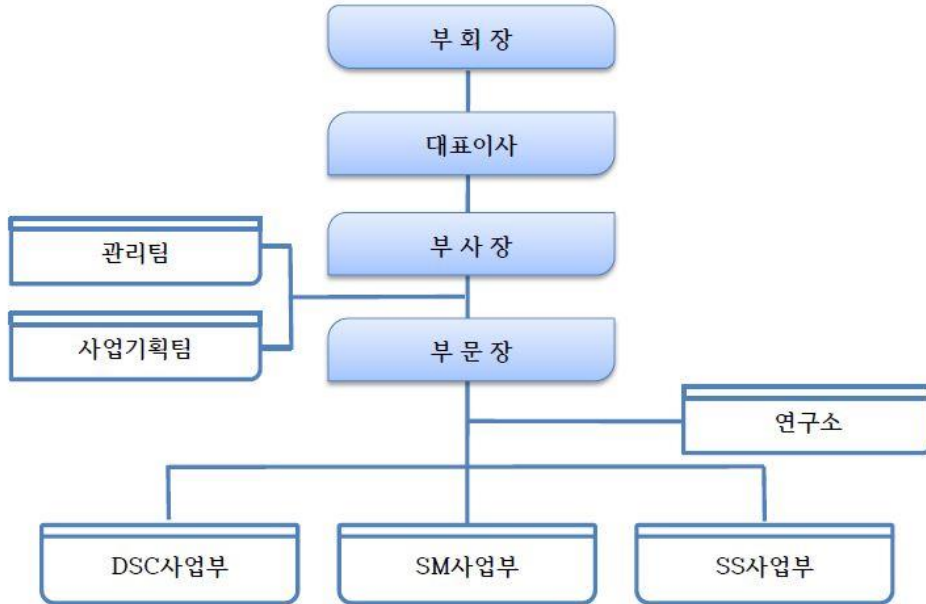 부 회 장
대표이사
부 사 장
관리팀
사업기획팀
부 문 장
연구소
DSC사업부
SM사업부
SS사업부